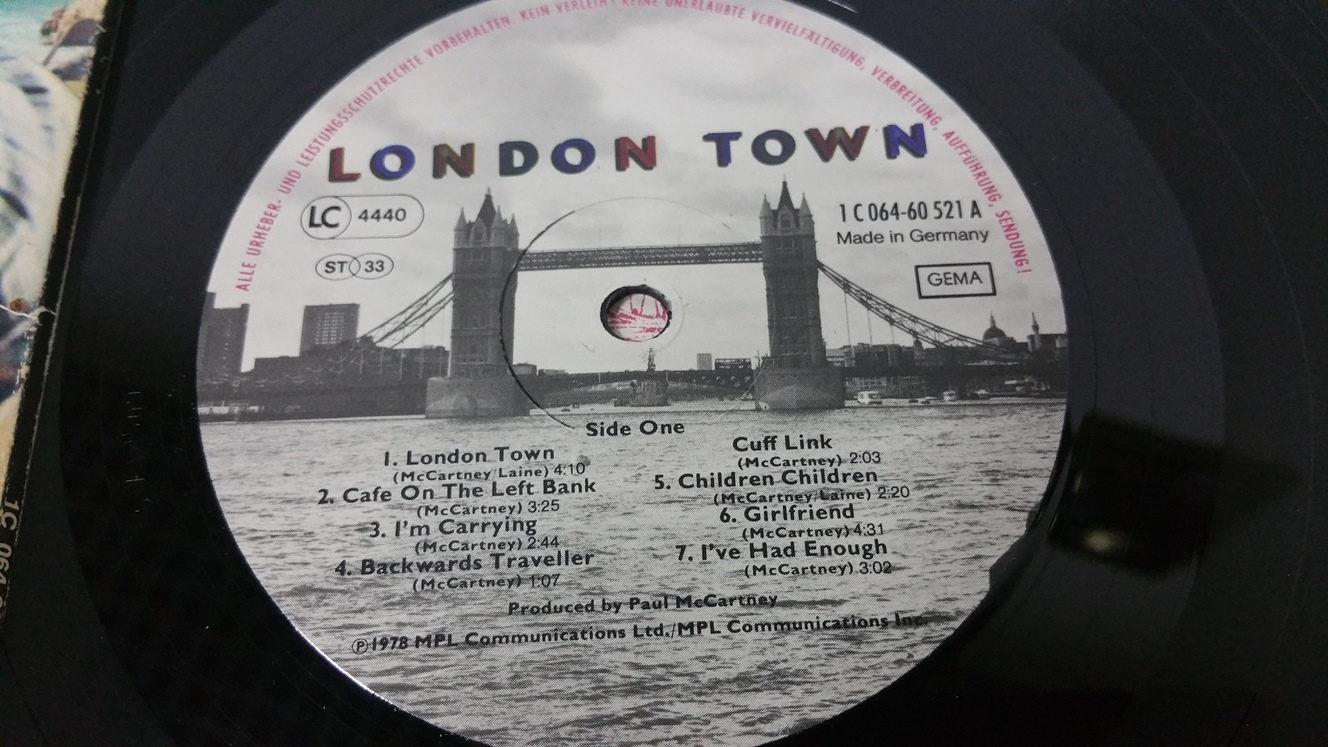 ALLE URHEBER- UND LEISTUNGSSCHUTZRECHTE VORBEHALTEN. KEIN VERLEIH! KEINE UNERLAUBTE VERVIELFÄLTIGUNG, VERBREITUNG, AUFFÜHRUNG, SENDUNG!
LONDON TOWN
LC 4440
ST 33
1 C 064-60 521 A
Made in Germany
GEMA
Side One
1. London Town
(McCartney/Laine) 4:10
2. Cafe On The Left Bank
(McCartney) 3:25
3. I'm Carrying
(McCartney) 2:44
4. Backwards Traveller
(McCartney) 1:07
Cuff Link
(McCartney) 2:03
5. Children Children
(McCartney/Laine) 2:20
6. Girlfriend
(McCartney) 4:31
7. I've Had Enough
(McCartney) 3:02
Produced by Paul McCartney
℗1978 MPL Communications Ltd./MPL Communications Inc.
1C 064